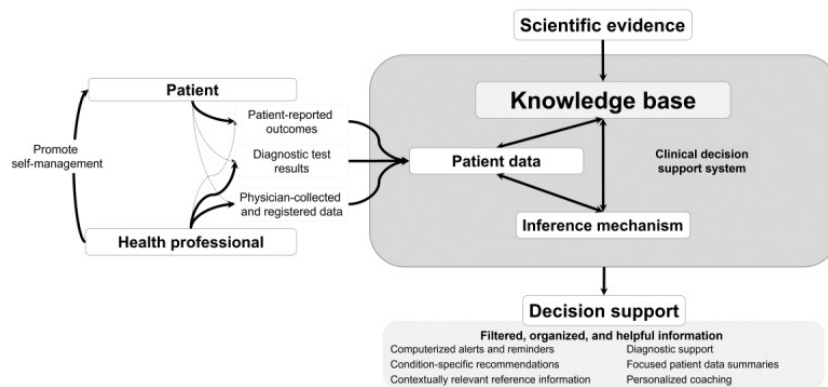 Scientific evidence
Knowledge base
Patient
Patient-reported
outcomes
Promote
self-management
Diagnostic test
results
Patient data
Clinical decision
support system
Physician-collected
and registered data
Health professional
Inference mechanism
Decision support
Filtered, organized, and helpful information
Computerized alerts and reminders
Diagnostic support
Condition-specific recommendations
Focused patient data summaries
Contextually relevant reference information
Personalized coaching